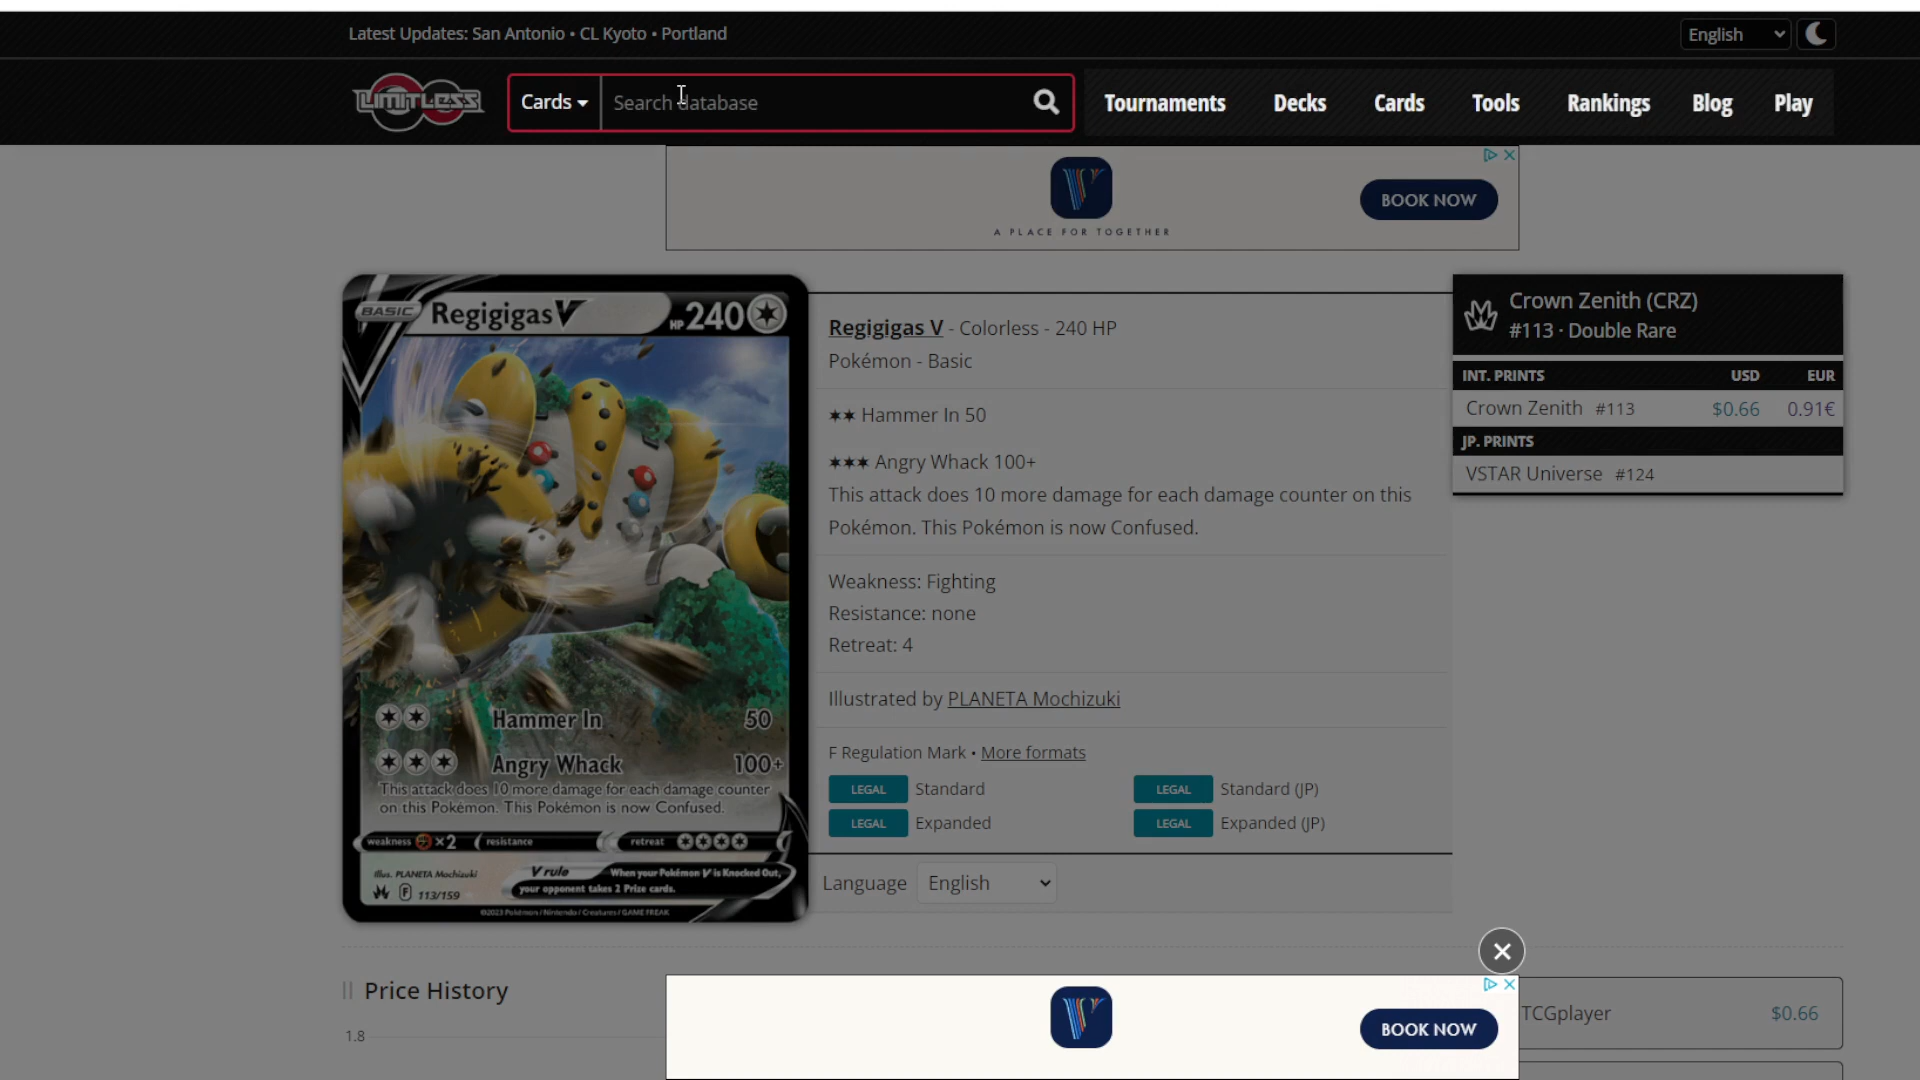 Latest Updates: San Antonio • CL Kyoto • Portland
English
LIMITLESS
Cards
Search database
Tournaments
Decks
Cards
Tools
Rankings
Blog
Play
A PLACE FOR TOGETHER
BOOK NOW
BASIC
Regigigas V
HP 240
Hammer In 50
Angry Whack 100+
This attack does 10 more damage for each damage counter
on this Pokémon. This Pokémon is now Confused.
weakness ×2 resistance retreat
Illus. PLANETA Mochizuki
V rule When your Pokémon V is Knocked Out,
your opponent takes 2 Prize cards.
F 113/159
©2023 Pokémon / Nintendo / Creatures / GAME FREAK
Regigigas V - Colorless - 240 HP
Pokémon - Basic
Hammer In 50
Angry Whack 100+
This attack does 10 more damage for each damage counter on this
Pokémon. This Pokémon is now Confused.
Weakness: Fighting
Resistance: none
Retreat: 4
Illustrated by PLANETA Mochizuki
F Regulation Mark • More formats
LEGAL Standard
LEGAL Standard (JP)
LEGAL Expanded
LEGAL Expanded (JP)
Language English
Crown Zenith (CRZ)
#113 · Double Rare
INT. PRINTS USD EUR
Crown Zenith #113 $0.66 0.91€
JP. PRINTS
VSTAR Universe #124
Price History
1.8
BOOK NOW
TCGplayer $0.66